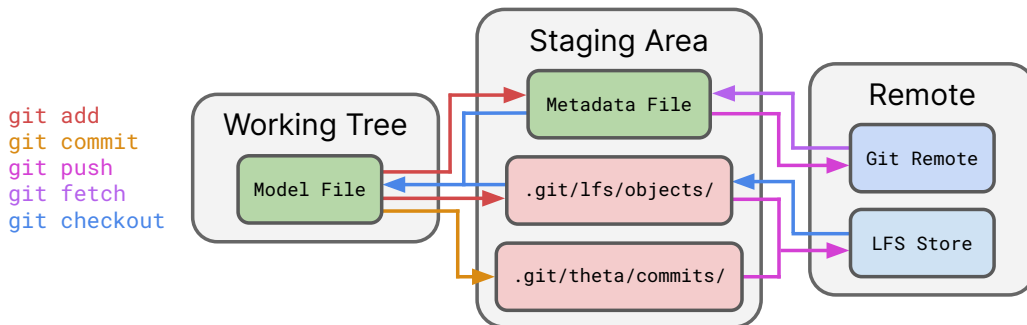 git add
git commit
git push
git fetch
git checkout
Working Tree
Model File
Staging Area
Metadata File
.git/lfs/objects/
.git/theta/commits/
Remote
Git Remote
LFS Store